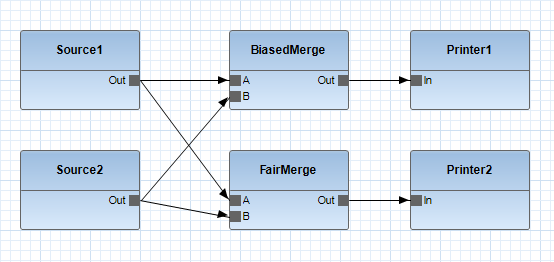 Source1 BiasedMerge Printer1
Out A Out In
B
Source2 FairMerge Printer2
Out A Out In
B